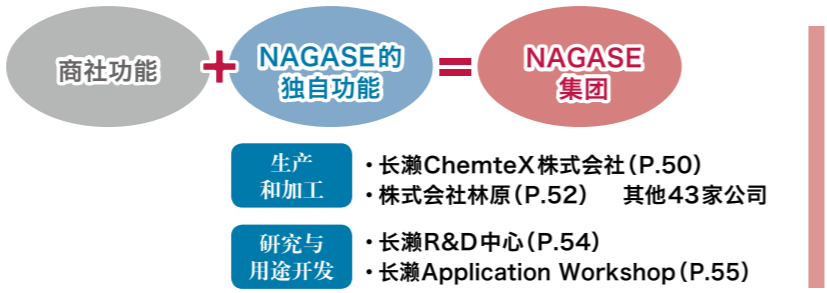 商社功能
+
NAGASE的
独自功能
=
NAGASE
集团
生产
和加工
・长濑ChemteX株式会社(P.50)
・株式会社林原(P.52) 其他43家公司
研究与
用途开发
・长濑R&D中心(P.54)
・长濑Application Workshop(P.55)